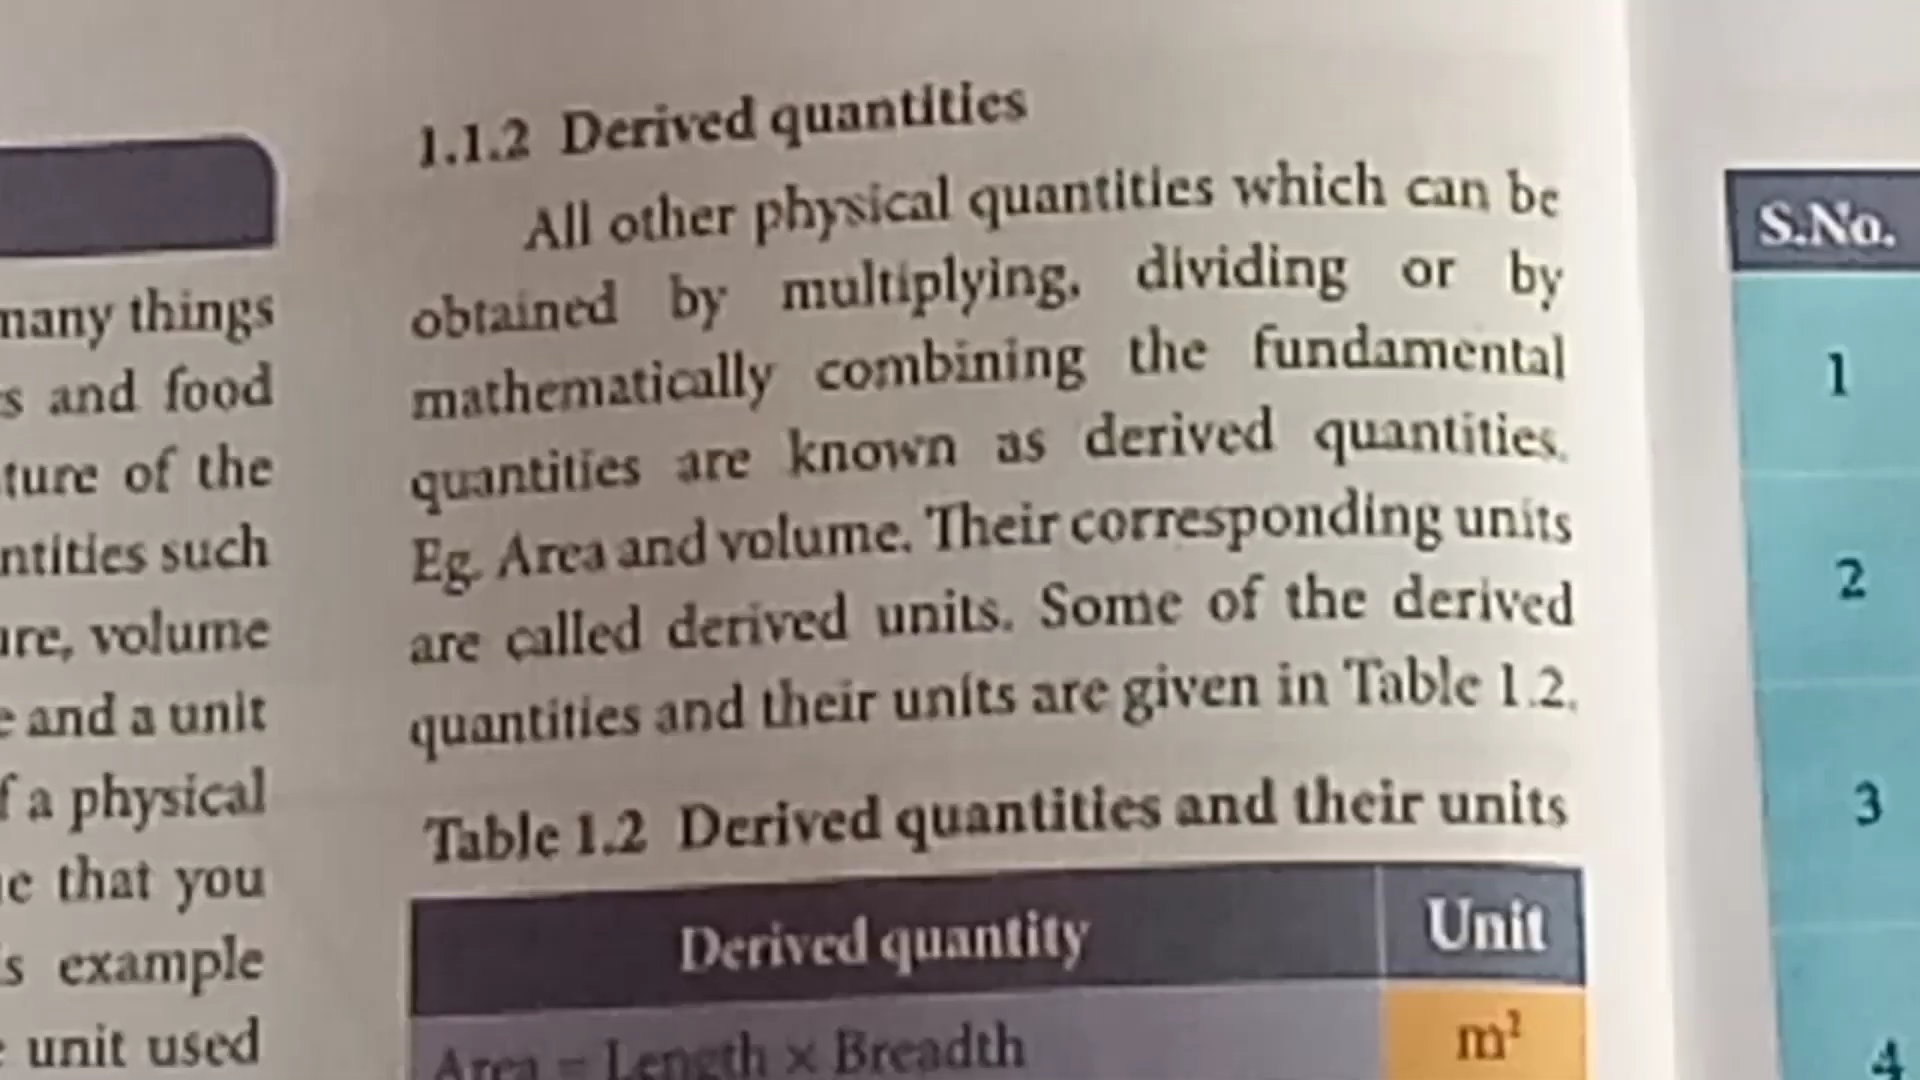 many things
s and food
ture of the
ntities such
ure, volume
e and a unit
f a physical
e that you
s example
unit used
1.1.2 Derived quantities
All other physical quantities which can be
obtained by multiplying, dividing or by
mathematically combining the fundamental
quantities are known as derived quantities.
Eg. Area and volume. Their corresponding units
are called derived units. Some of the derived
quantities and their units are given in Table 1.2.
Table 1.2 Derived quantities and their units
Derived quantity Unit
Area = Length × Breadth m²
S.No.
1
2
3
4